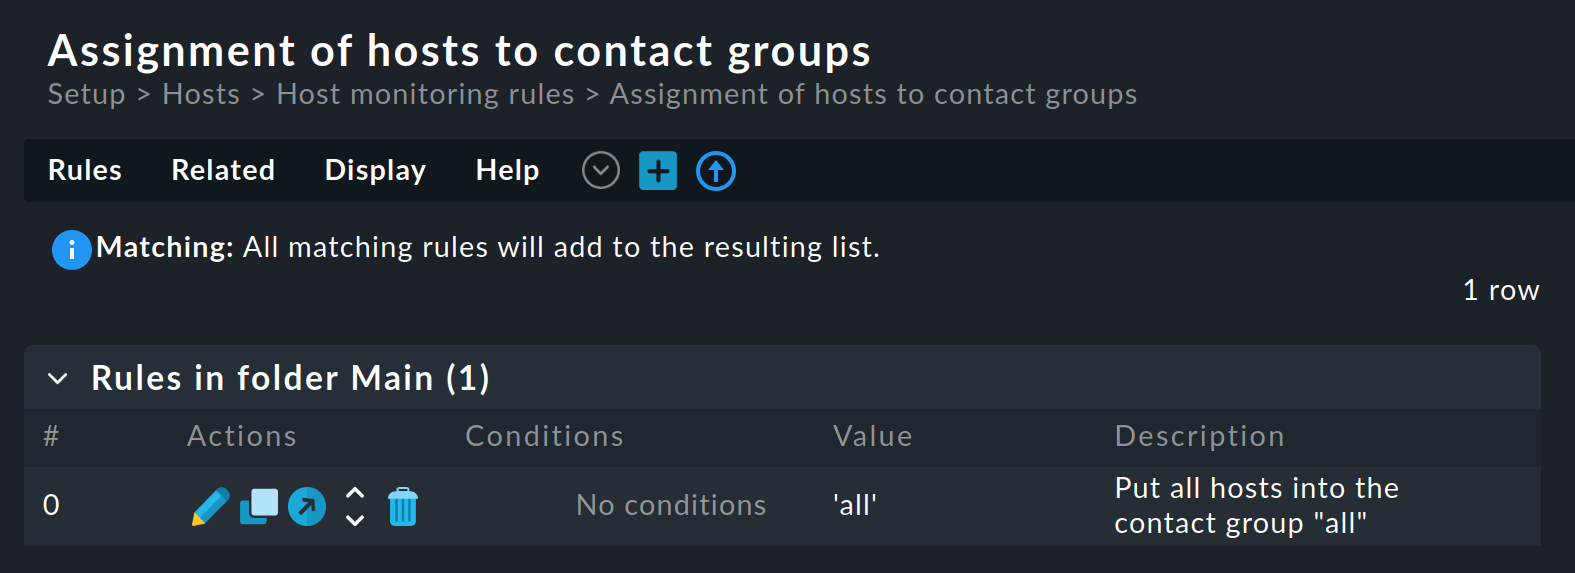 Assignment of hosts to contact groups
Setup > Hosts > Host monitoring rules > Assignment of hosts to contact groups
Rules Related Display Help
Matching: All matching rules will add to the resulting list.
1 row
Rules in folder Main (1)
# Actions Conditions Value Description
0 No conditions 'all' Put all hosts into the
contact group "all"